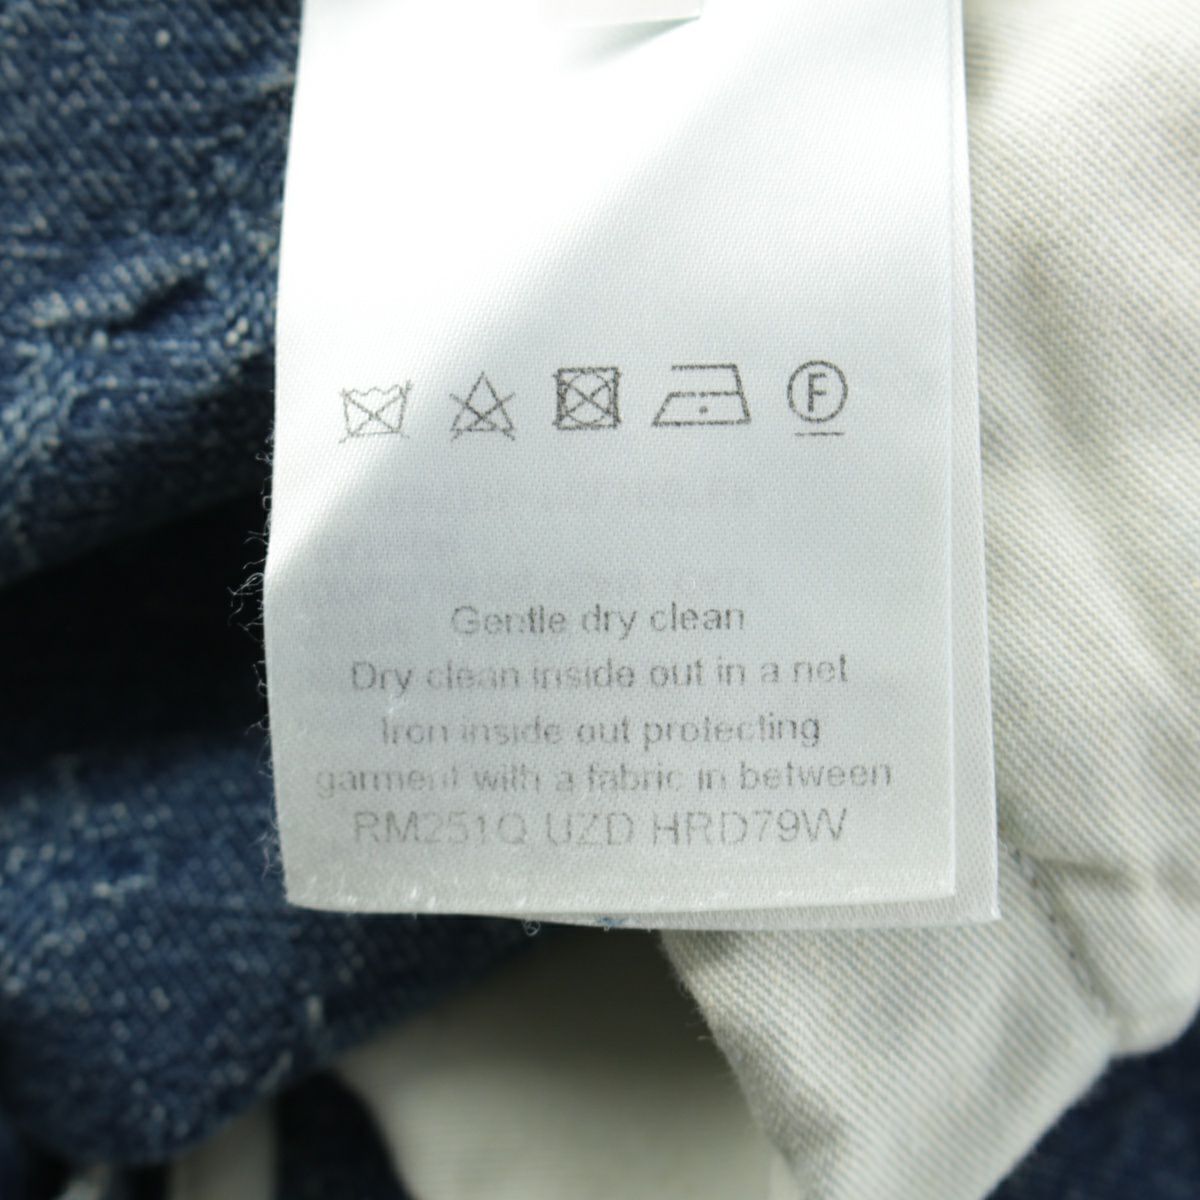 F
Gentle dry clean
Dry clean inside out in a net
Iron inside out protecting
garment with a fabric in between
RM251Q UZD HRD79W